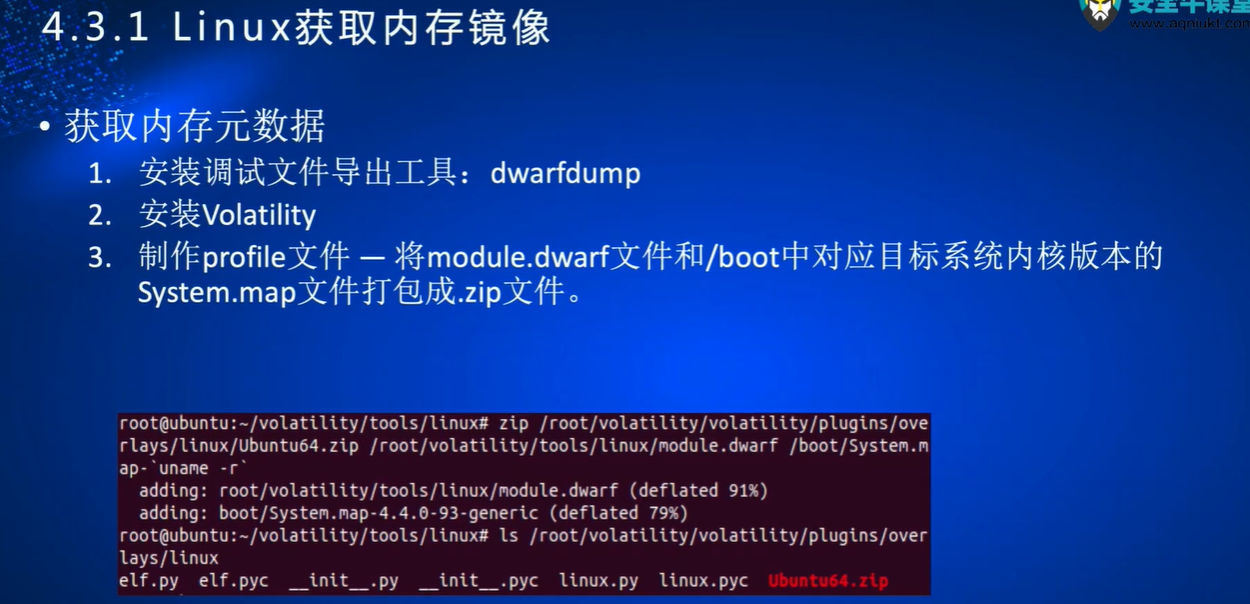 4.3.1 Linux获取内存镜像
安全牛课堂
www.aqniukt.com
• 获取内存元数据
1. 安装调试文件导出工具：dwarfdump
2. 安装Volatility
3. 制作profile文件 — 将module.dwarf文件和/boot中对应目标系统内核版本的
System.map文件打包成.zip文件。
root@ubuntu:~/volatility/tools/linux# zip /root/volatility/volatility/plugins/ove
rlays/linux/Ubuntu64.zip /root/volatility/tools/linux/module.dwarf /boot/System.m
ap-`uname -r`
adding: root/volatility/tools/linux/module.dwarf (deflated 91%)
adding: boot/System.map-4.4.0-93-generic (deflated 79%)
root@ubuntu:~/volatility/tools/linux# ls /root/volatility/volatility/plugins/over
lays/linux
elf.py elf.pyc __init__.py __init__.pyc linux.py linux.pyc Ubuntu64.zip